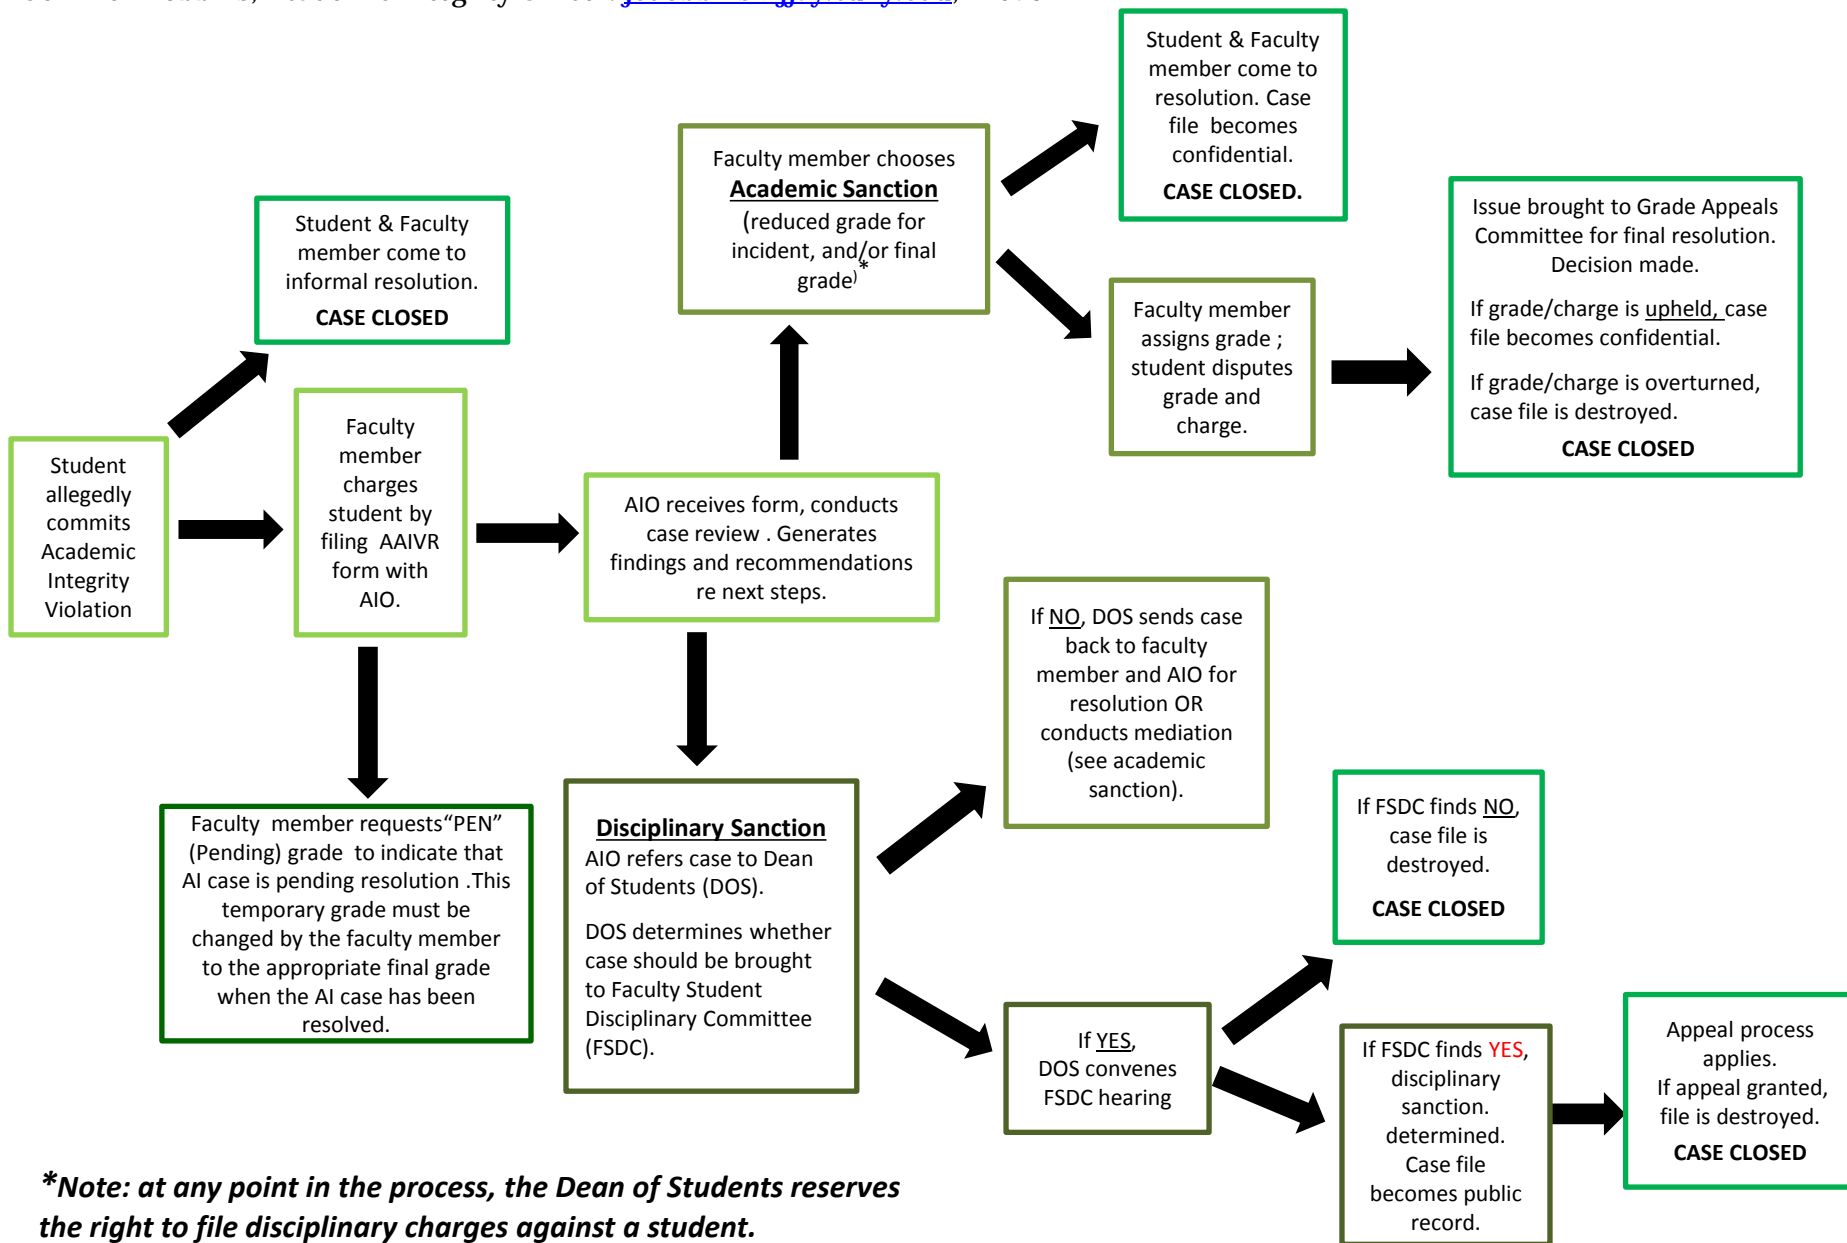 Student & Faculty
member come to
resolution. Case
file becomes
confidential.
CASE CLOSED.
Faculty member chooses
Academic Sanction
(reduced grade for
incident, and/or final
grade)*
Student & Faculty
member come to
informal resolution.
CASE CLOSED
Issue brought to Grade Appeals
Committee for final resolution.
Decision made.
If grade/charge is upheld, case
file becomes confidential.
If grade/charge is overturned,
case file is destroyed.
CASE CLOSED
Faculty member
assigns grade ;
student disputes
grade and
charge.
Student
allegedly
commits
Academic
Integrity
Violation
Faculty
member
charges
student by
filing AAIVR
form with
AIO.
AIO receives form, conducts
case review . Generates
findings and recommendations
re next steps.
If NO, DOS sends case
back to faculty
member and AIO for
resolution OR
conducts mediation
(see academic
sanction).
Faculty member requests“PEN”
(Pending) grade to indicate that
AI case is pending resolution .This
temporary grade must be
changed by the faculty member
to the appropriate final grade
when the AI case has been
resolved.
Disciplinary Sanction
AIO refers case to Dean
of Students (DOS).
DOS determines whether
case should be brought
to Faculty Student
Disciplinary Committee
(FSDC).
If FSDC finds NO,
case file is
destroyed.
CASE CLOSED
If YES,
DOS convenes
FSDC hearing
If FSDC finds YES,
disciplinary
sanction.
determined.
Case file
becomes public
record.
Appeal process
applies.
If appeal granted,
file is destroyed.
CASE CLOSED
*Note: at any point in the process, the Dean of Students reserves
the right to file disciplinary charges against a student.